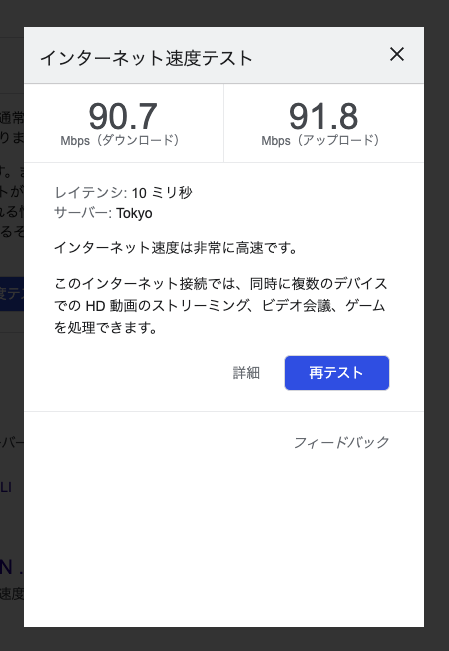 インターネット速度テスト
90.7
Mbps（ダウンロード）
91.8
Mbps（アップロード）
レイテンシ: 10 ミリ秒
サーバー: Tokyo
インターネット速度は非常に高速です。
このインターネット接続では、同時に複数のデバイス
での HD 動画のストリーミング、ビデオ会議、ゲーム
を処理できます。
詳細
再テスト
フィードバック